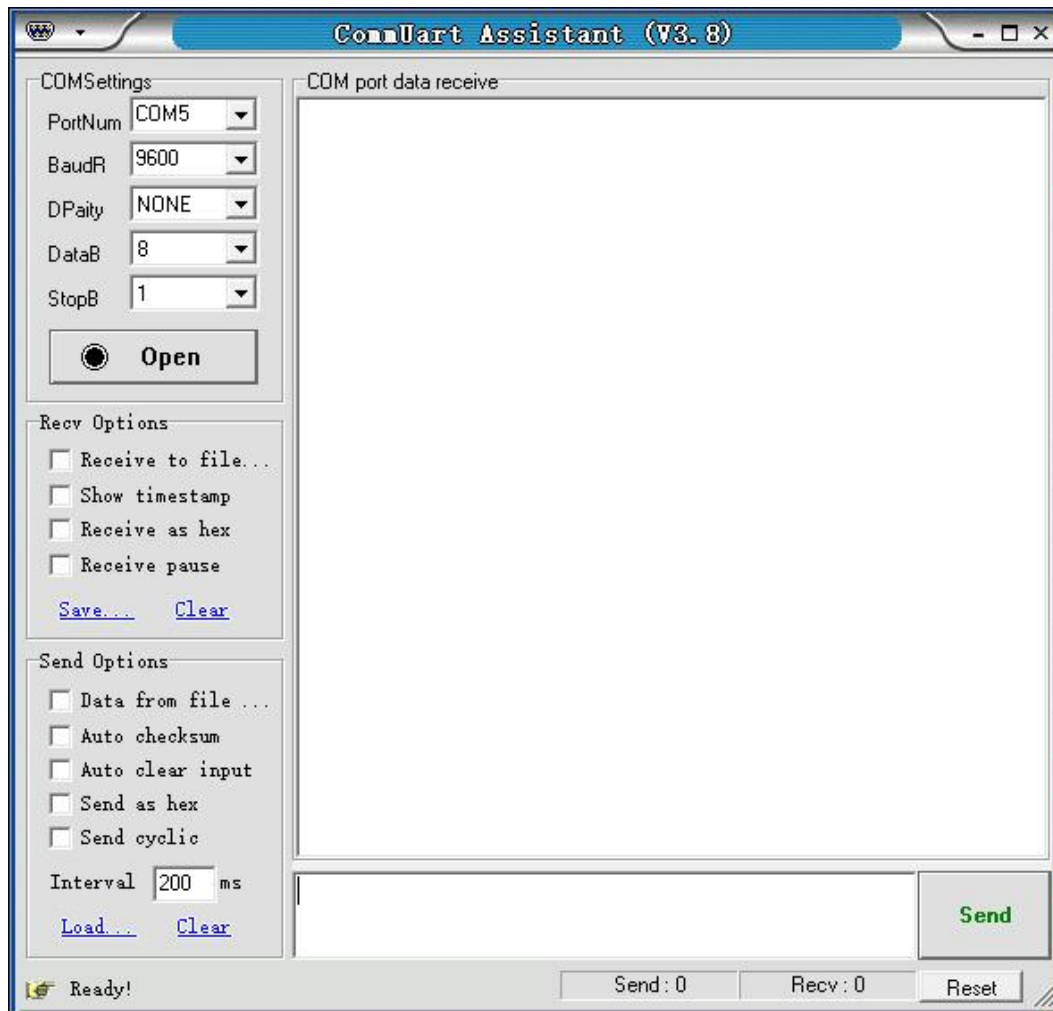 CommUart Assistant (V3.8)
COMSettings
PortNum COM5
BaudR 9600
DPaity NONE
DataB 8
StopB 1
Open
Recv Options
Receive to file...
Show timestamp
Receive as hex
Receive pause
Save... Clear
Send Options
Data from file ...
Auto checksum
Auto clear input
Send as hex
Send cyclic
Interval 200 ms
Load... Clear
COM port data receive
Send
Ready!
Send : 0
Recv : 0
Reset